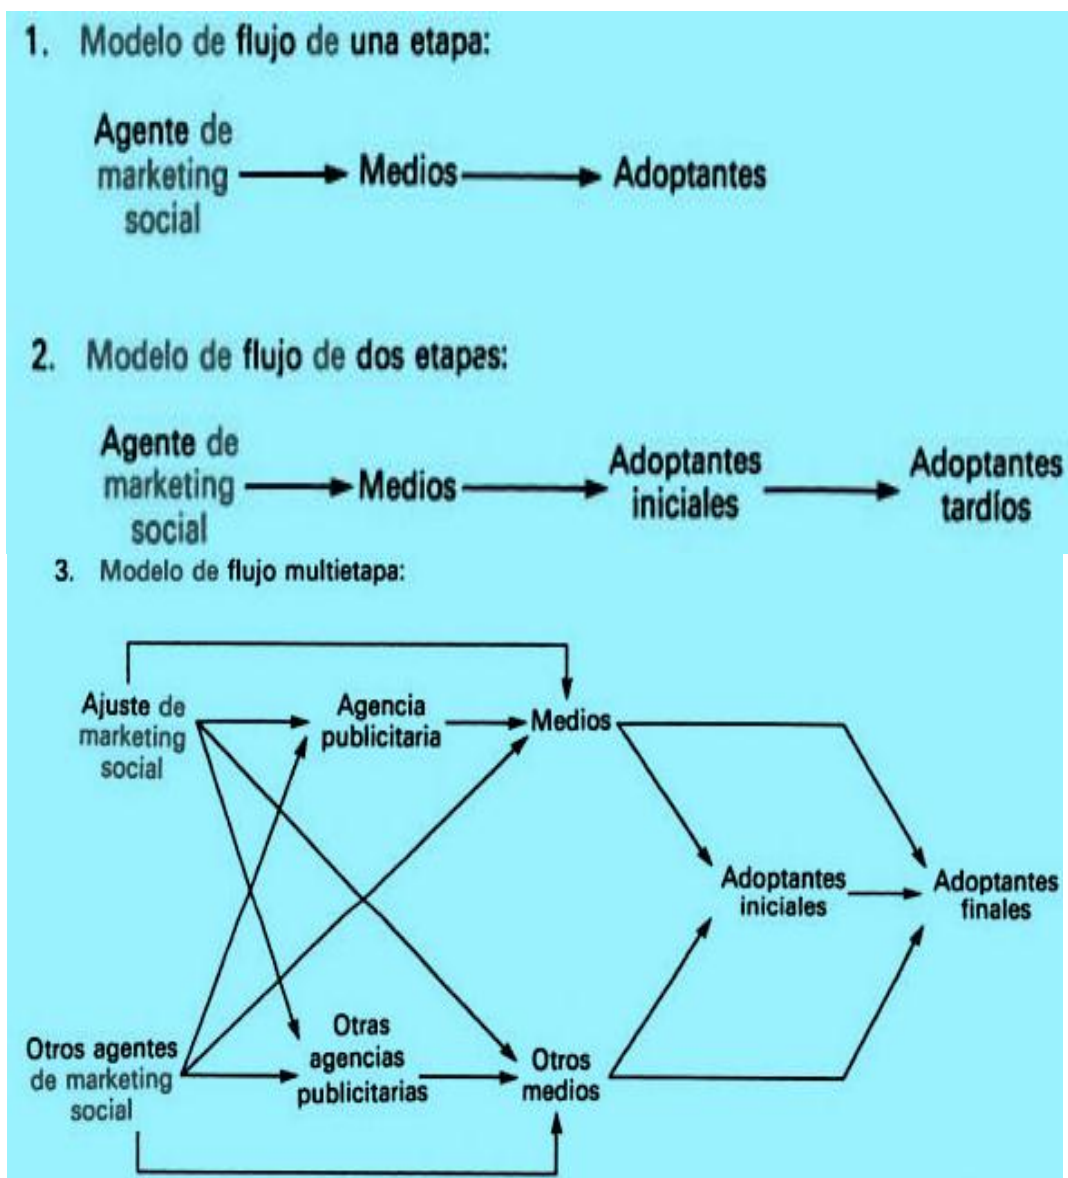 1. Modelo de flujo de una etapa:
Agente de
marketing
social
Medios
Adoptantes
2. Modelo de flujo de dos etapas:
Agente de
marketing
social
Medios
Adoptantes
iniciales
Adoptantes
tardíos
3. Modelo de flujo multietapa:
Ajuste de
marketing
social
Agencia
publicitaria
Medios
Adoptantes
iniciales
Adoptantes
finales
Otros agentes
de marketing
social
Otras
agencias
publicitarias
Otros
medios